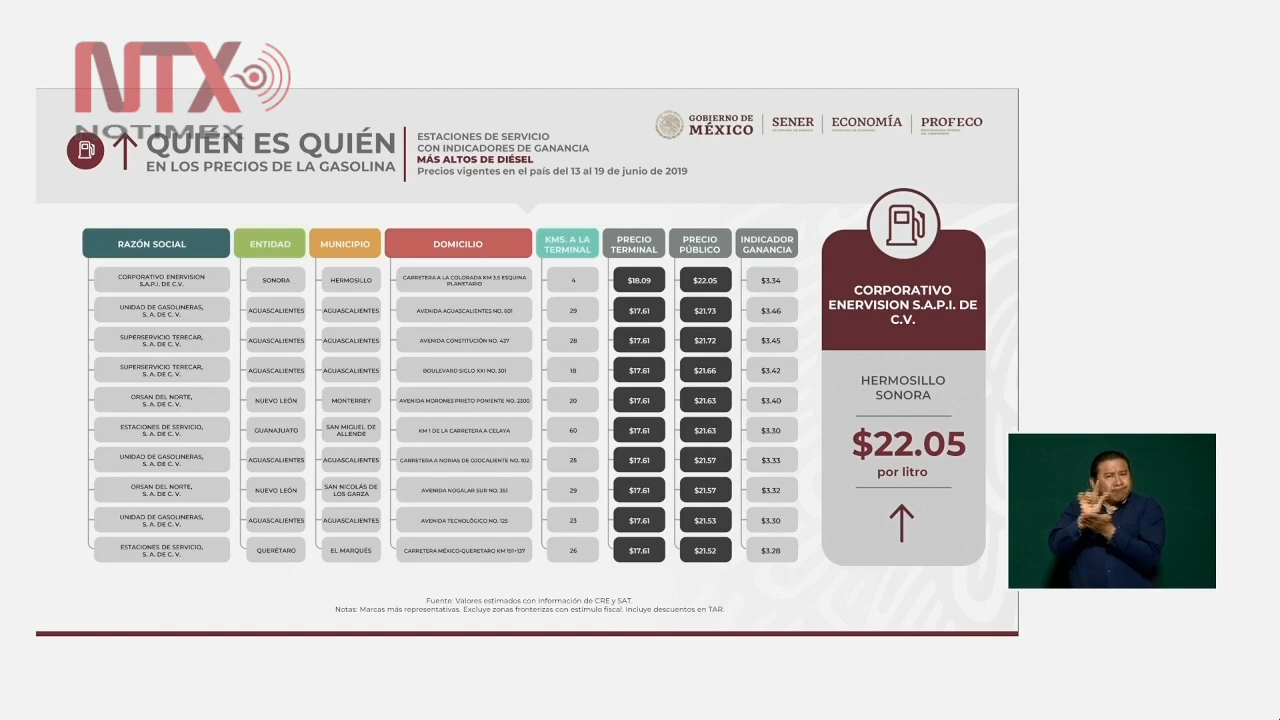 NTX
NOTIMEX
QUIÉN ES QUIÉN
EN LOS PRECIOS DE LA GASOLINA
ESTACIONES DE SERVICIO
CON INDICADORES DE GANANCIA
MÁS ALTOS DE DIÉSEL
Precios vigentes en el país del 13 al 19 de junio de 2019
GOBIERNO DE
MÉXICO
SENER
ECONOMÍA
PROFECO
RAZÓN SOCIAL ENTIDAD MUNICIPIO DOMICILIO KMS. A LA TERMINAL PRECIO TERMINAL PRECIO PÚBLICO INDICADOR GANANCIA
CORPORATIVO ENERVISION S.A.P.I. DE C.V. SONORA HERMOSILLO CARRETERA A LA COLORADA KM 3.5 ESQUINA PLANETARIO 4 $18.09 $22.05 $3.34
UNIDAD DE GASOLINERAS, S. A. DE C. V. AGUASCALIENTES AGUASCALIENTES AVENIDA AGUASCALIENTES NO. 601 29 $17.61 $21.73 $3.46
SUPERSERVICIO TERECAR, S. A. DE C. V. AGUASCALIENTES AGUASCALIENTES AVENIDA CONSTITUCIÓN NO. 437 28 $17.61 $21.72 $3.45
SUPERSERVICIO TERECAR, S. A. DE C. V. AGUASCALIENTES AGUASCALIENTES BOULEVARD SIGLO XXI NO. 301 18 $17.61 $21.66 $3.42
ORSAN DEL NORTE, S. A. DE C. V. NUEVO LEÓN MONTERREY AVENIDA MORONES PRIETO PONIENTE NO. 2300 20 $17.61 $21.63 $3.40
ESTACIONES DE SERVICIO, S. A. DE C. V. GUANAJUATO SAN MIGUEL DE ALLENDE KM 1 DE LA CARRETERA A CELAYA 60 $17.61 $21.63 $3.30
UNIDAD DE GASOLINERAS, S. A. DE C. V. AGUASCALIENTES AGUASCALIENTES CARRETERA A NORIAS DE OJOCALIENTE NO. 102 25 $17.61 $21.57 $3.33
ORSAN DEL NORTE, S. A. DE C. V. NUEVO LEÓN SAN NICOLÁS DE LOS GARZA AVENIDA NOGALAR SUR NO. 351 29 $17.61 $21.57 $3.32
UNIDAD DE GASOLINERAS, S. A. DE C. V. AGUASCALIENTES AGUASCALIENTES AVENIDA TECNOLÓGICO NO. 125 23 $17.61 $21.53 $3.30
ESTACIONES DE SERVICIO, S. A. DE C. V. QUERÉTARO EL MARQUÉS CARRETERA MÉXICO-QUERETARO KM 191+137 26 $17.61 $21.52 $3.28
CORPORATIVO
ENERVISION S.A.P.I. DE
C.V.
HERMOSILLO
SONORA
$22.05
por litro
Fuente: Valores estimados con información de CRE y SAT.
Notas: Marcas más representativas. Excluye zonas fronterizas con estímulo fiscal. Incluye descuentos en TAR.